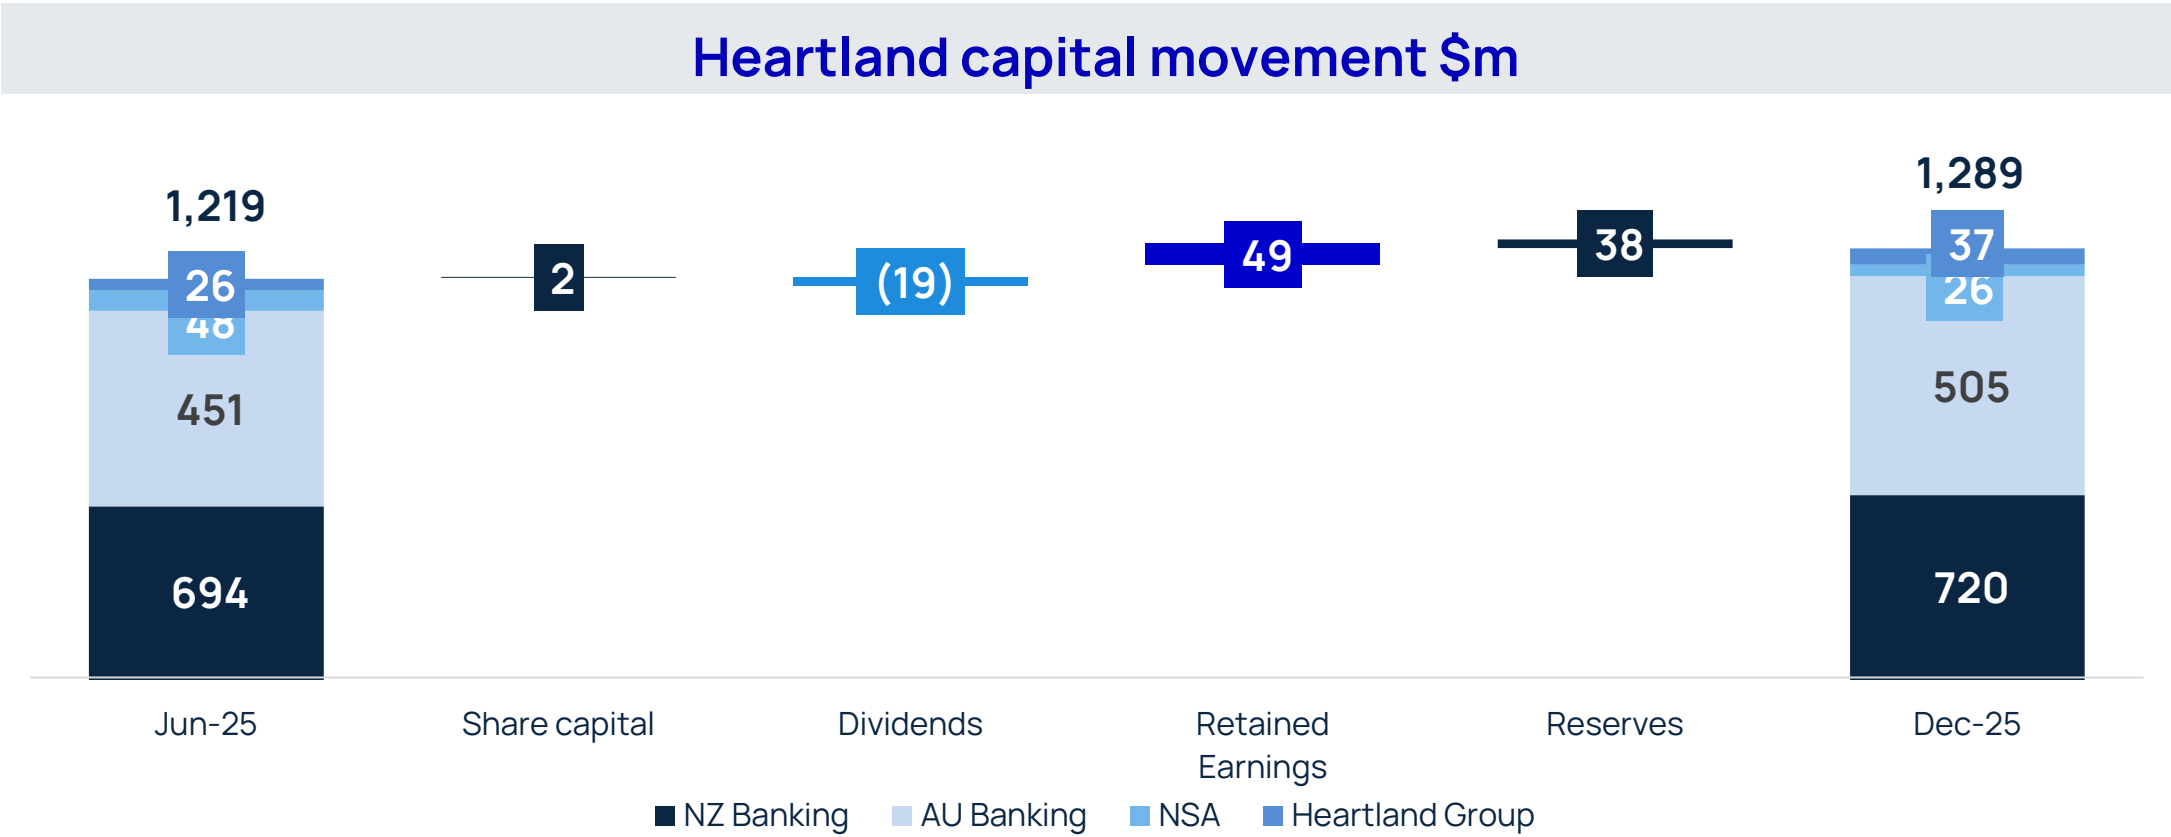 Heartland capital movement $m
1,219
26
48
451
694
2
(19)
49
38
1,289
37
26
505
720
Jun-25
Share capital
Dividends
Retained
Earnings
Reserves
Dec-25
NZ Banking
AU Banking
NSA
Heartland Group